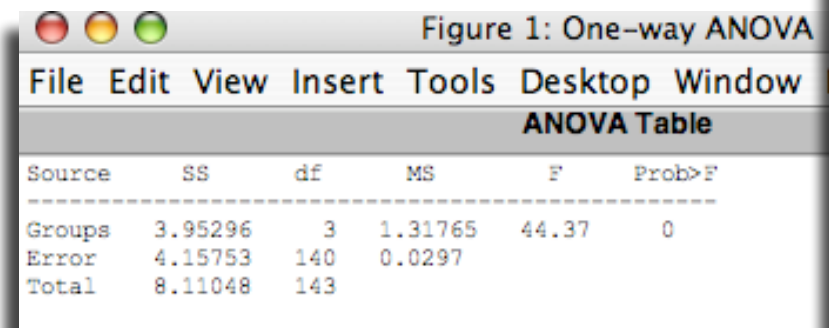 Figure 1: One-way ANOVA
File Edit View Insert Tools Desktop Window
ANOVA Table
Source SS df MS F Prob>F
----------------------------------------------------------
Groups 3.95296 3 1.31765 44.37 0
Error 4.15753 140 0.0297
Total 8.11048 143